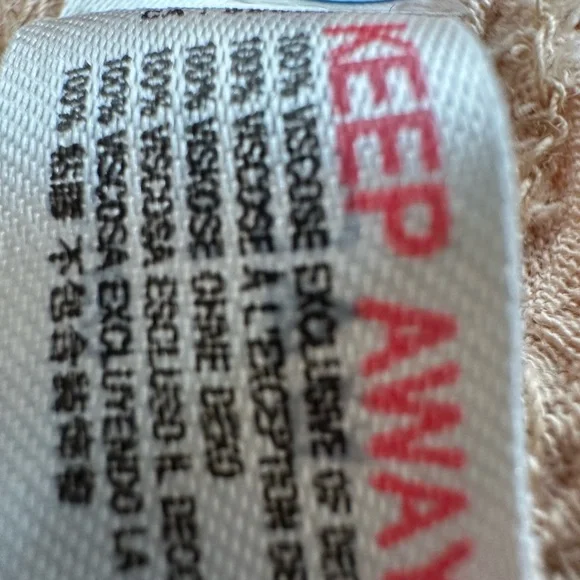 KEEP AWAY
100% VISCOSE EXCLUSIVE OF DE
100% VISCOSE A L'EXCEPTION DE
100% VISKOSE OHNE DEKO
100% VISCOSA ESCLUSO IL DECO
100% VISCOSA EXCLUYENDO LA
100% 粘膠 不包含裝飾物